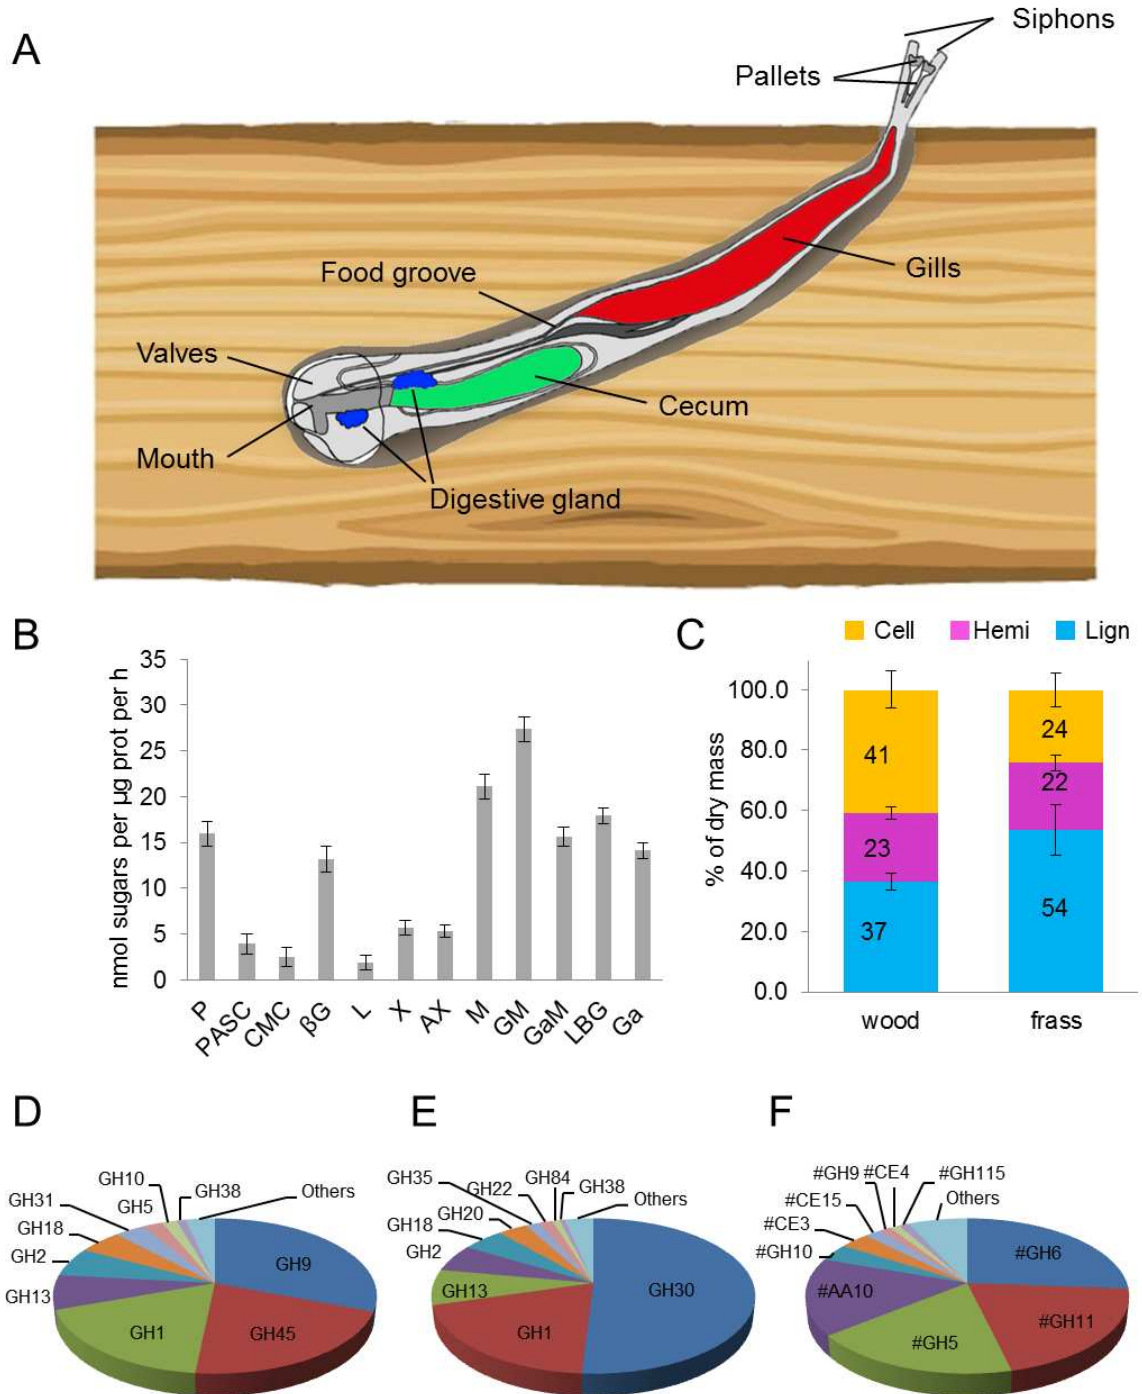 A
Siphons
Pallets
Gills
Food groove
Valves
Cecum
Mouth
Digestive gland
B
nmol sugars per µg prot per h
35
30
25
20
15
10
5
0
P
PASC
CMC
βG
L
X
AX
M
GM
GaM
LBG
Ga
C
Cell
Hemi
Lign
% of dry mass
100.0
80.0
60.0
40.0
20.0
0.0
41
23
37
24
22
54
wood
frass
D
GH10
GH38
Others
GH31
GH5
GH18
GH2
GH13
GH9
GH1
GH45
E
GH35
GH84
GH22
GH38
Others
GH20
GH18
GH2
GH13
GH30
GH1
F
#GH9
#CE4
#GH115
Others
#CE15
#CE3
#GH10
#AA10
#GH6
#GH5
#GH11